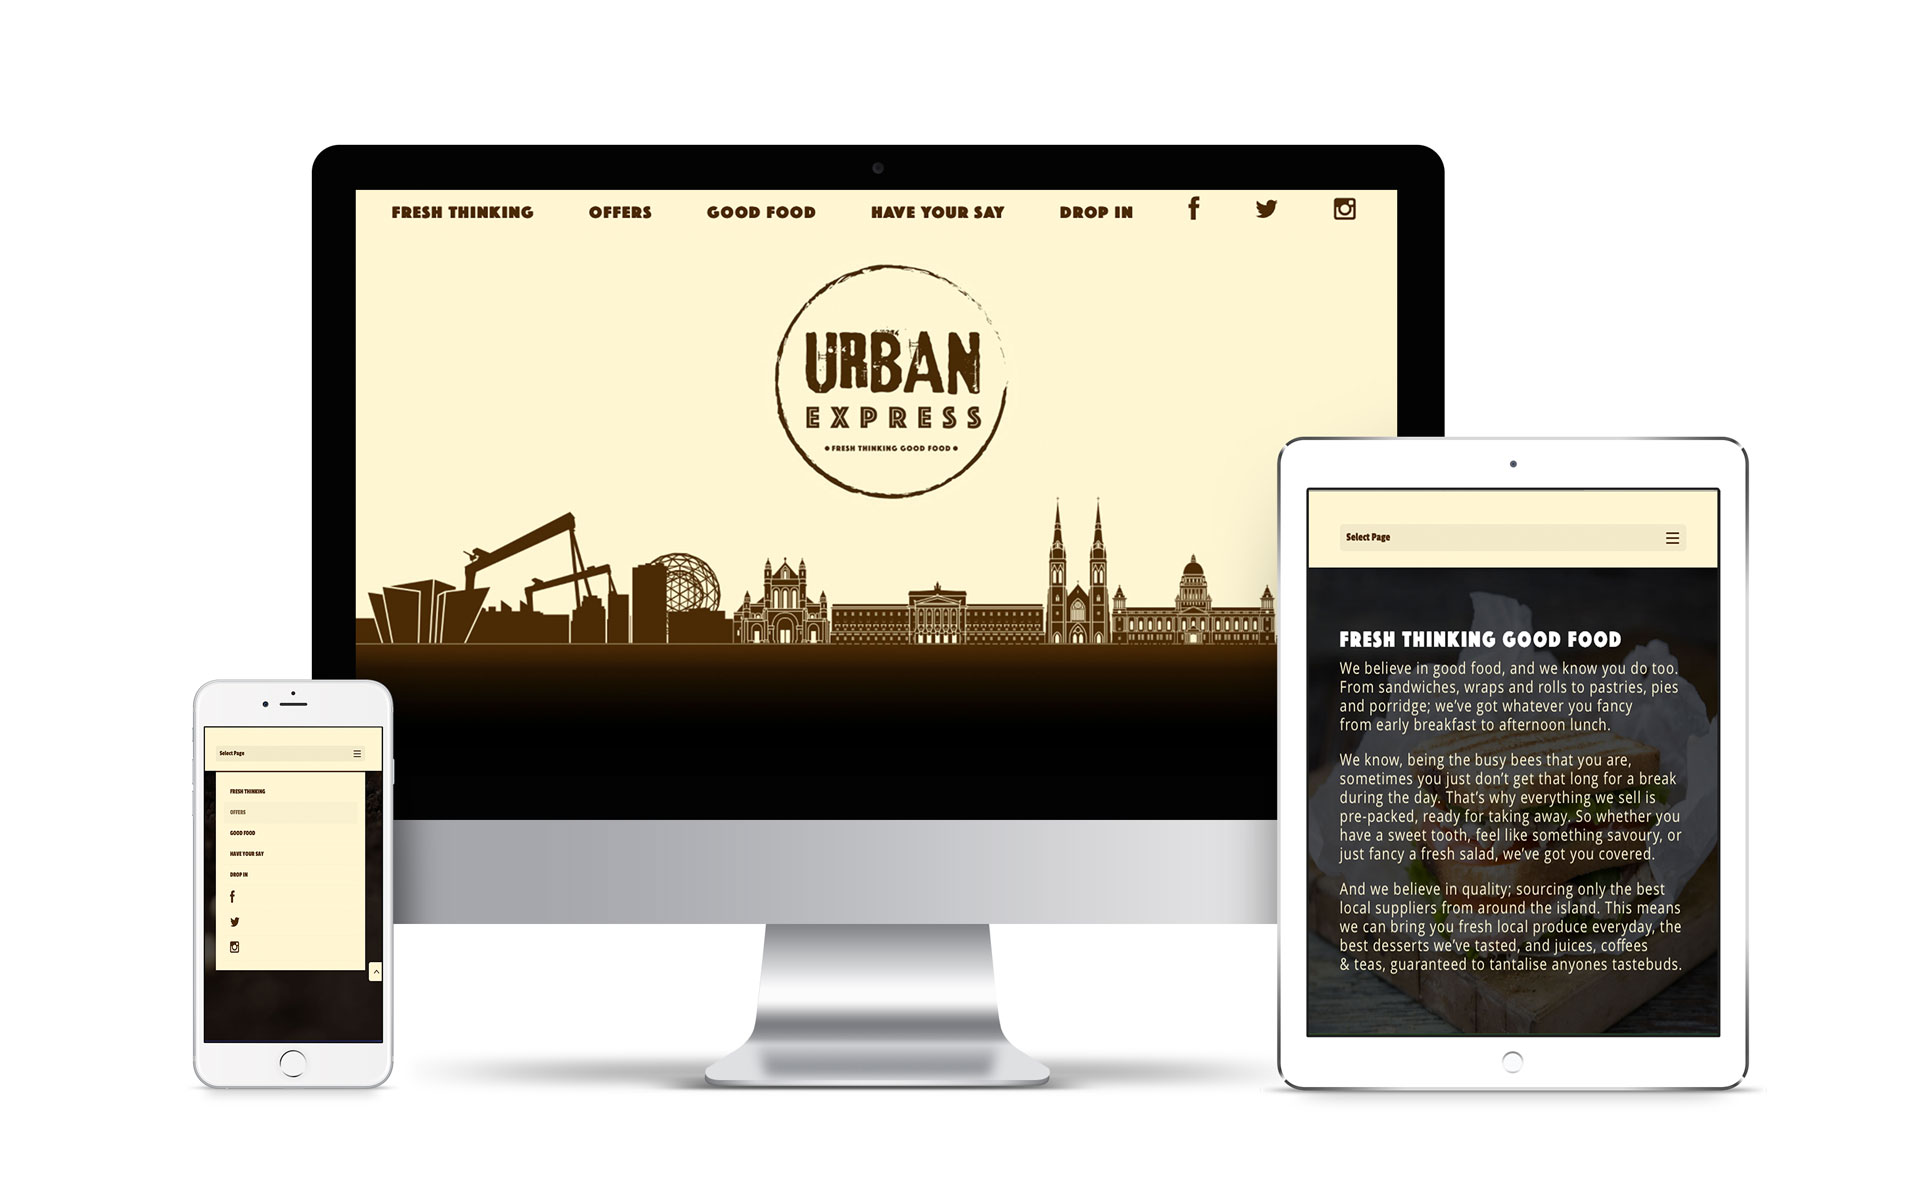 FRESH THINKING OFFERS GOOD FOOD HAVE YOUR SAY DROP IN
URBAN
EXPRESS
• FRESH THINKING GOOD FOOD •
Select Page
FRESH THINKING
OFFERS
GOOD FOOD
HAVE YOUR SAY
DROP IN
Select Page
FRESH THINKING GOOD FOOD
We believe in good food, and we know you do too.
From sandwiches, wraps and rolls to pastries, pies
and porridge; we've got whatever you fancy
from early breakfast to afternoon lunch.
We know, being the busy bees that you are,
sometimes you just don't get that long for a break
during the day. That's why everything we sell is
pre-packed, ready for taking away. So whether you
have a sweet tooth, feel like something savoury, or
just fancy a fresh salad, we've got you covered.
And we believe in quality; sourcing only the best
local suppliers from around the island. This means
we can bring you fresh local produce everyday, the
best desserts we've tasted, and juices, coffees
& teas, guaranteed to tantalise anyones tastebuds.